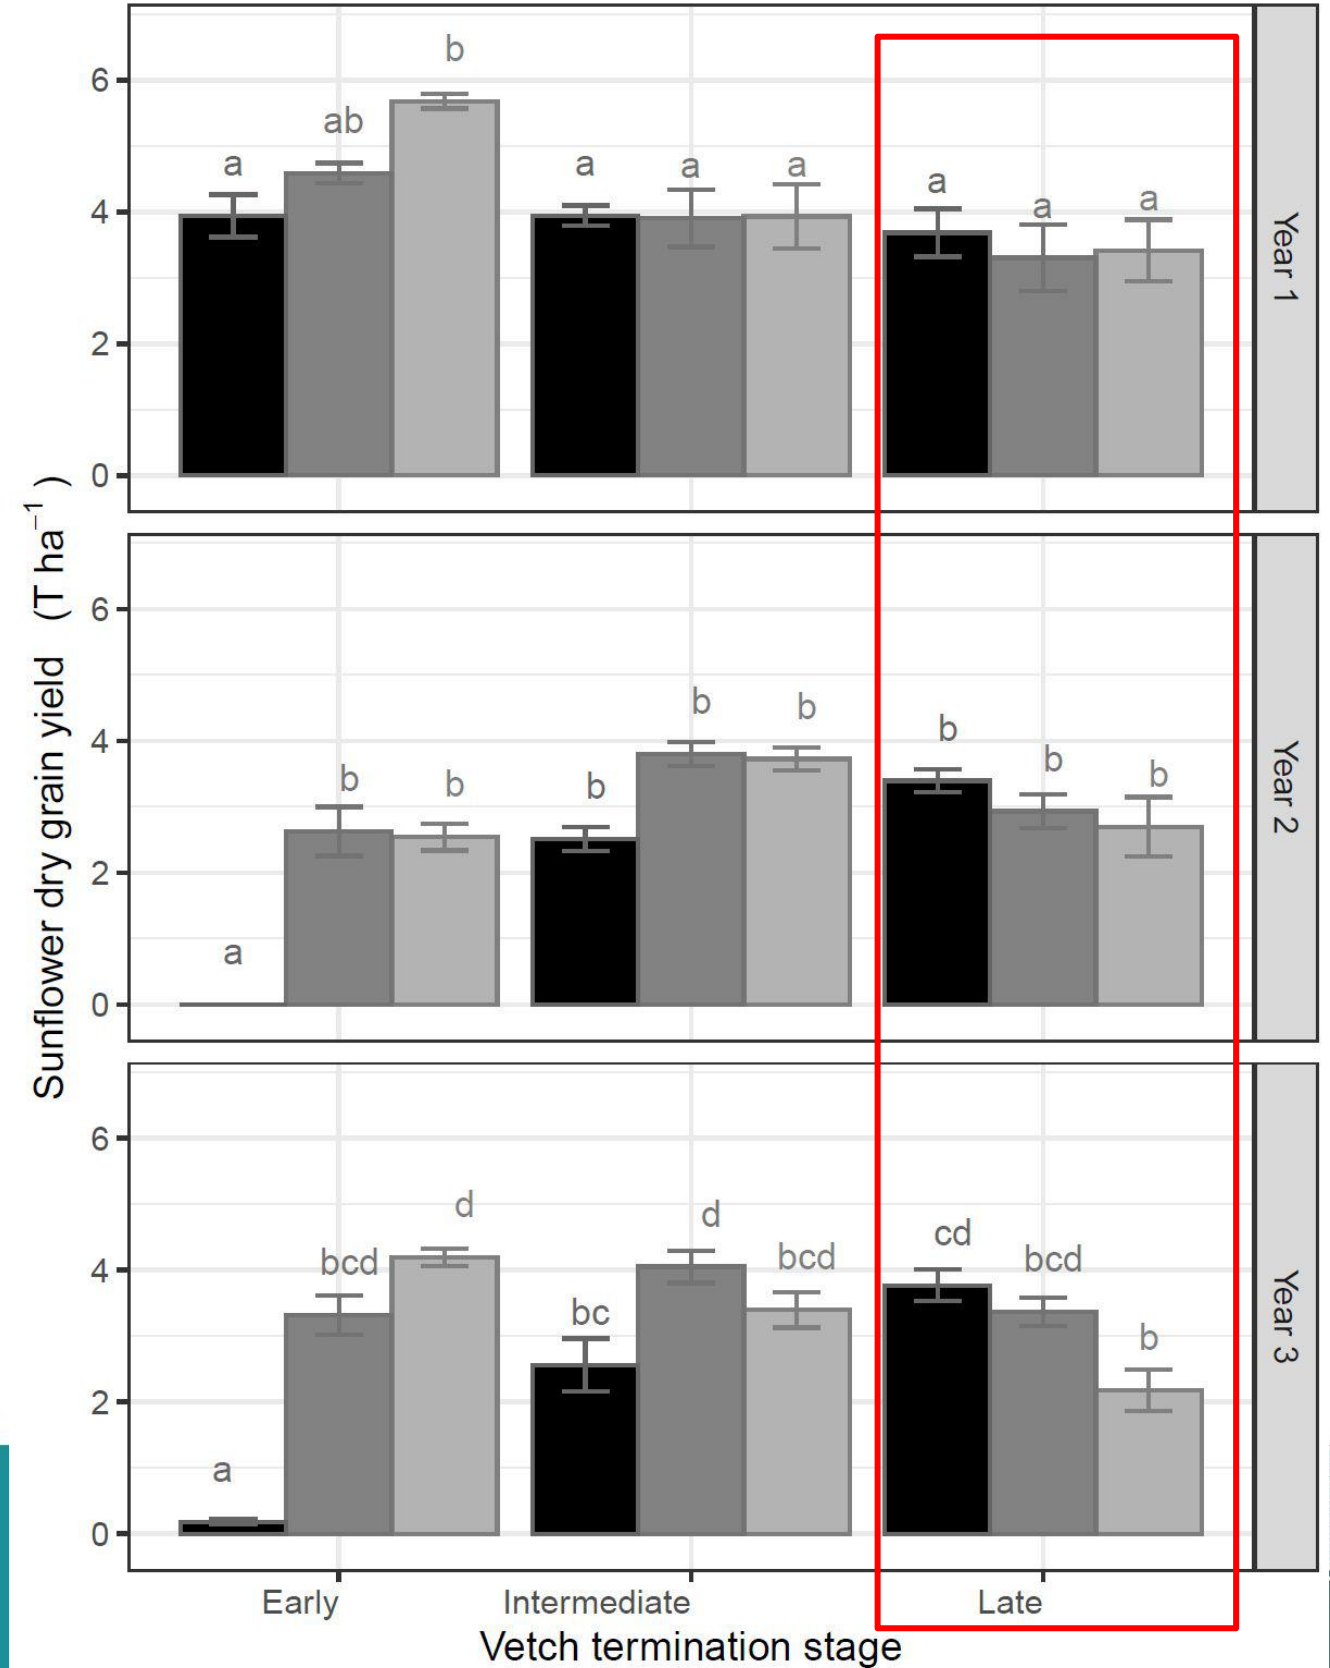 Sunflower dry grain yield (T ha⁻¹)
6
4
2
0
a
ab
b
a
a
a
a
a
a
Year 1
6
4
2
0
a
b
b
b
b
b
b
b
b
Year 2
6
4
2
0
a
bcd
d
bc
d
bcd
cd
bcd
b
Year 3
Early
Intermediate
Late
Vetch termination stage